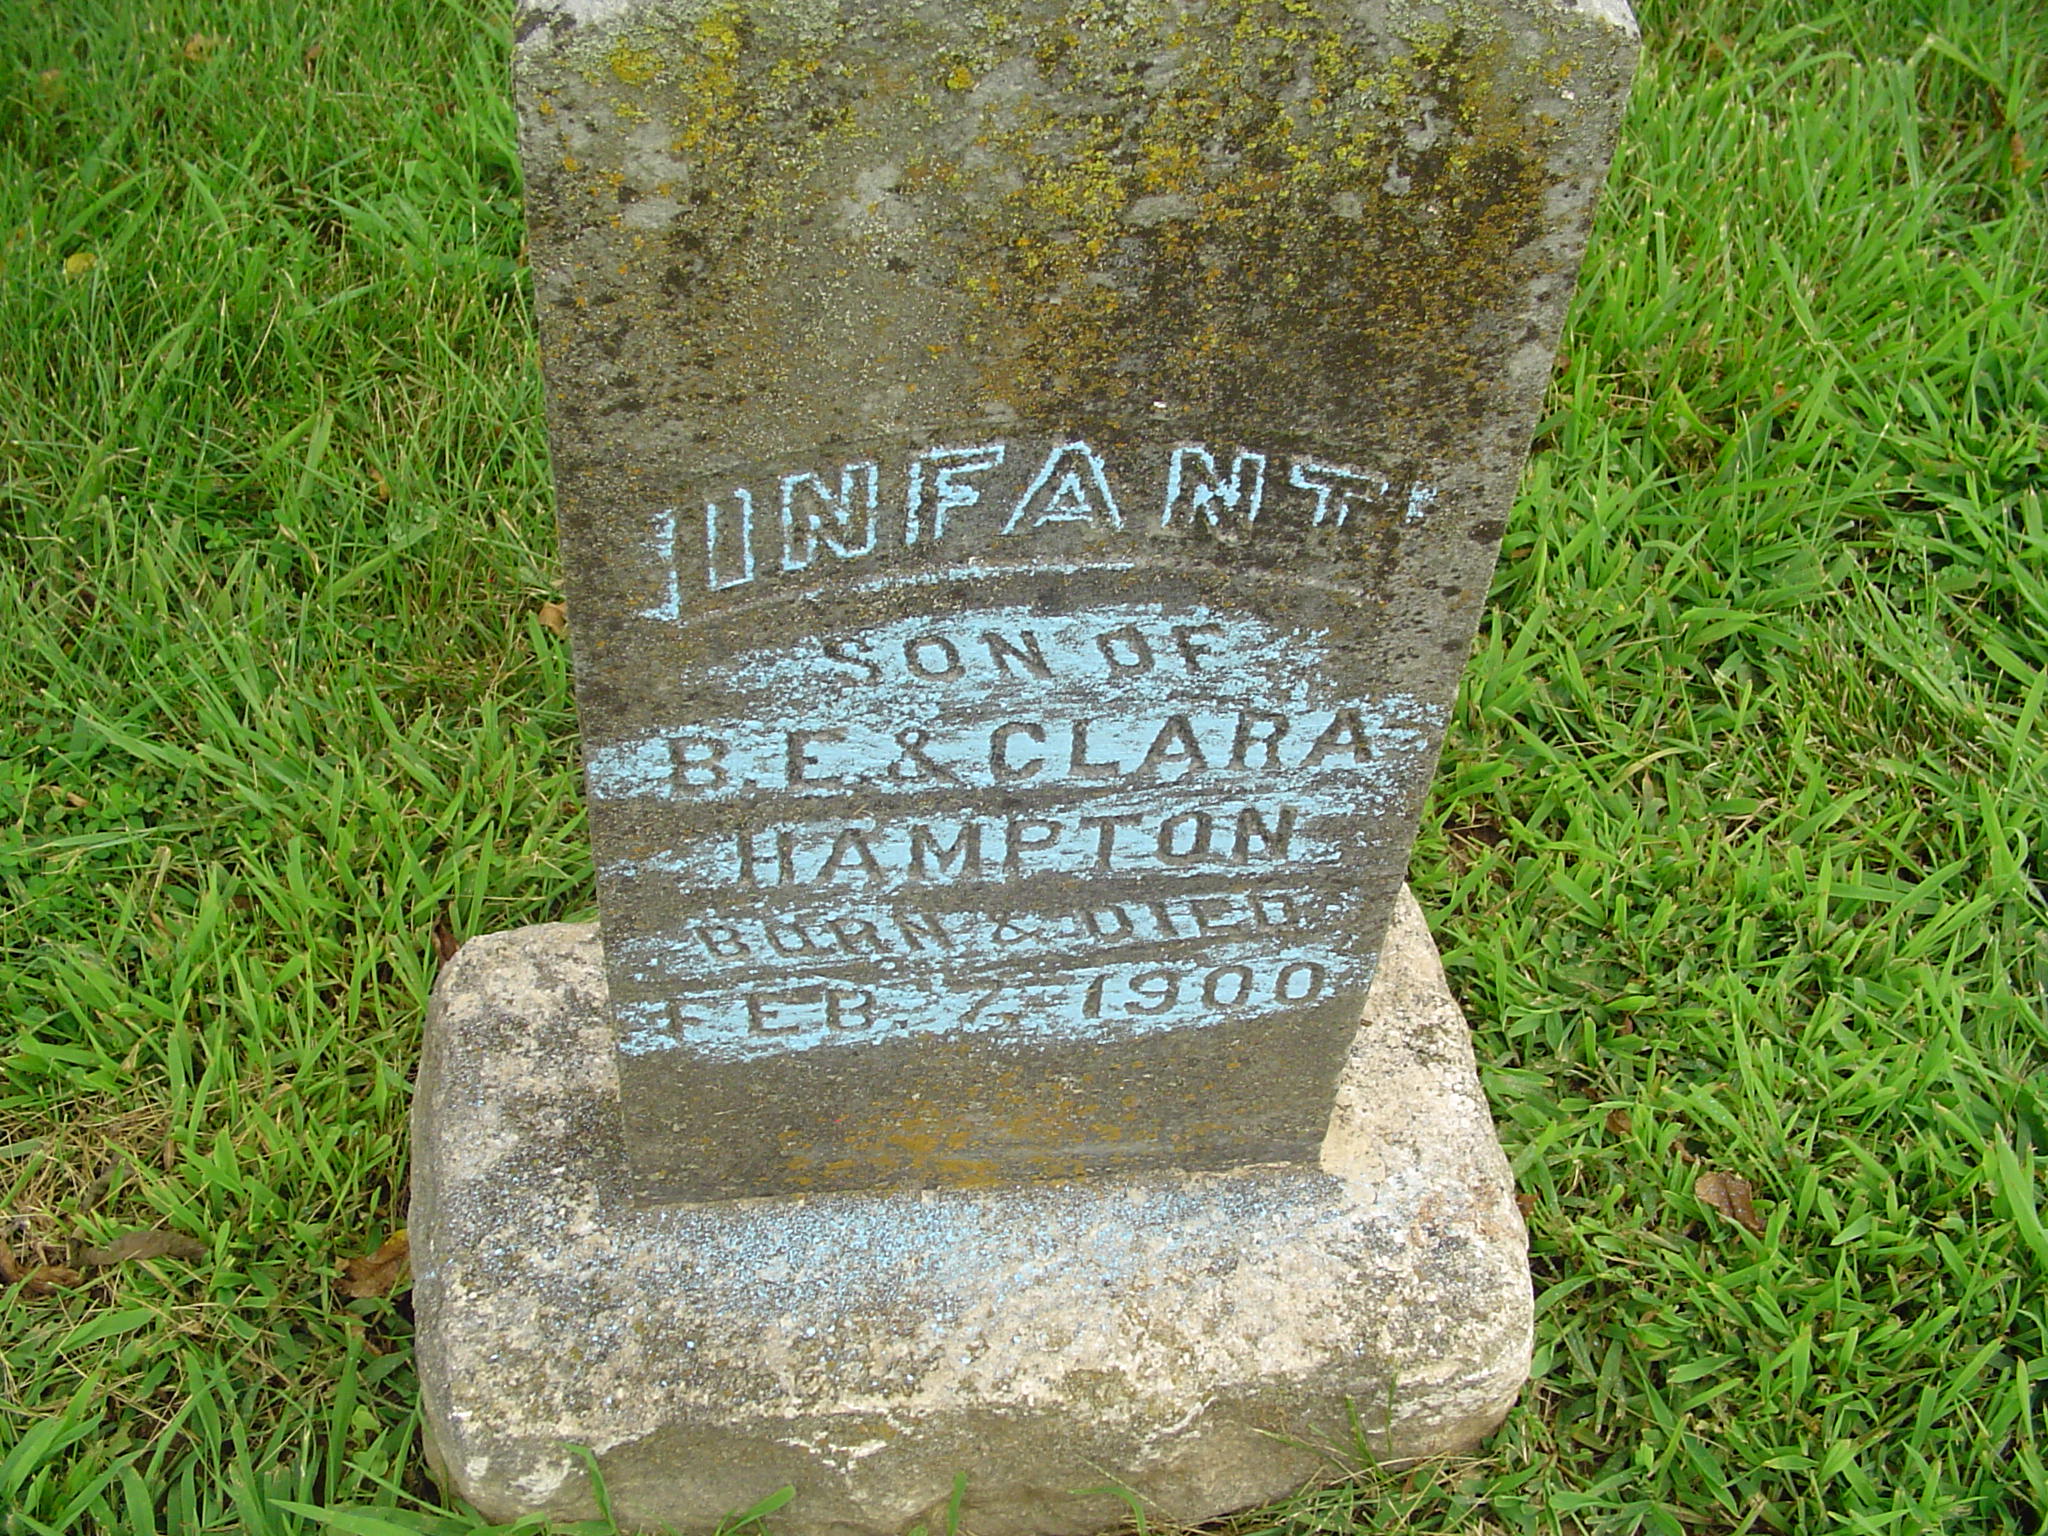 INFANT
SON OF
B.E. & CLARA
HAMPTON
BORN & DIED
FEB. 7, 1900